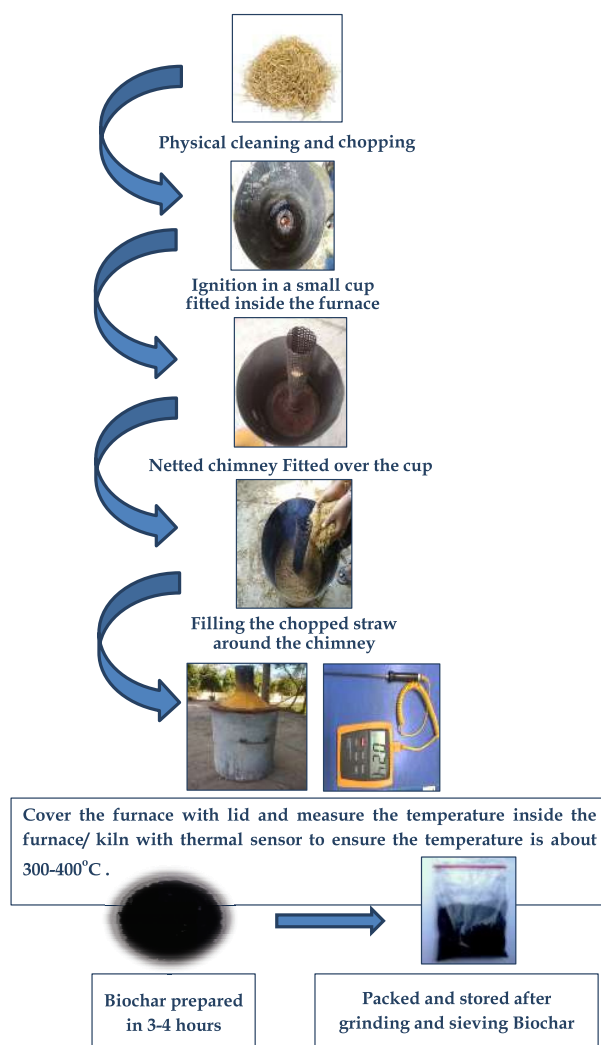 Physical cleaning and chopping
Ignition in a small cup
fitted inside the furnace
Netted chimney Fitted over the cup
Filling the chopped straw
around the chimney
Cover the furnace with lid and measure the temperature inside the
furnace/ kiln with thermal sensor to ensure the temperature is about
300-400°C .
Biochar prepared
in 3-4 hours
Packed and stored after
grinding and sieving Biochar